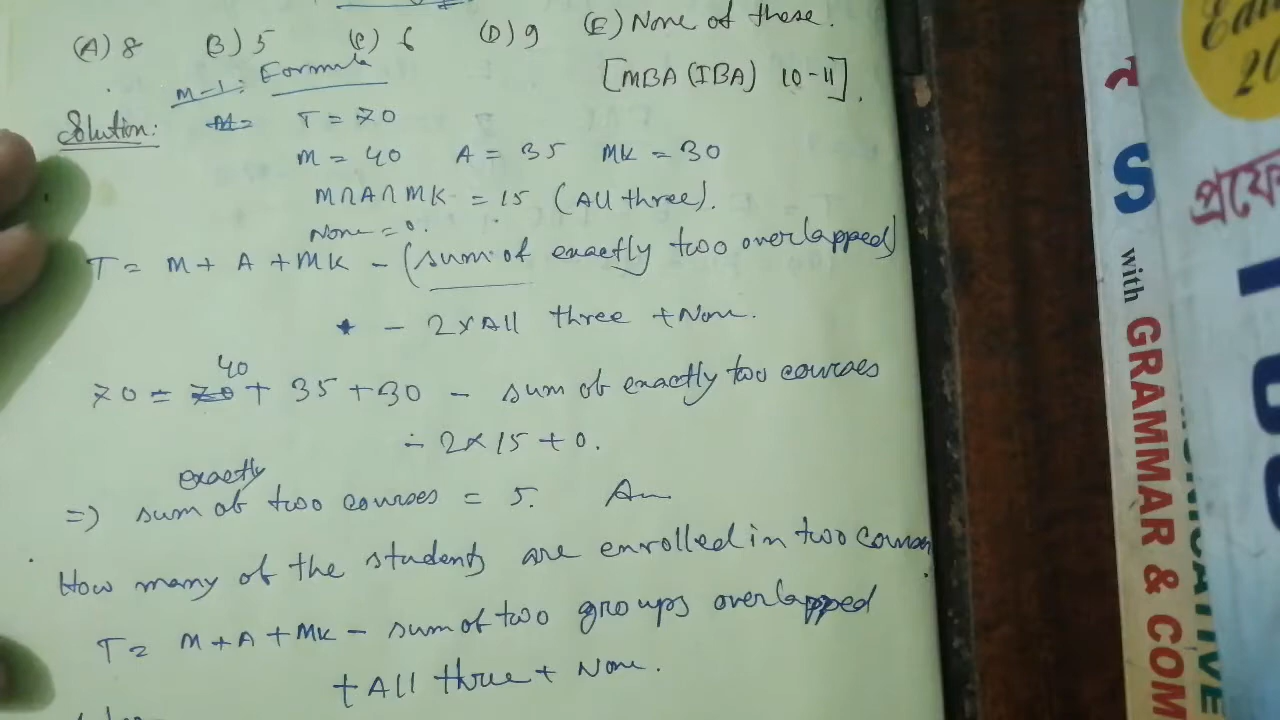 (A) 8 (B) 5 (C) 6 (D) 9 (E) None of these.
[MBA (IBA) 10-11].
M-1: Formula
Solution: T = 70
M = 40 A = 35 MK = 30
M∩A∩MK = 15 (All three).
None = 0.
T = M + A + MK - (sum of exactly two overlapped)
- 2 x All three + None.
40
70 = 70 + 35 + 30 - sum of exactly two courses
- 2 x 15 + 0.
exactly
=> sum of two courses = 5. An
How many of the students are enrolled in two courses
T = M + A + MK - sum of two groups overlapped
+ All three + None.
S
with
GRAMMAR & COM